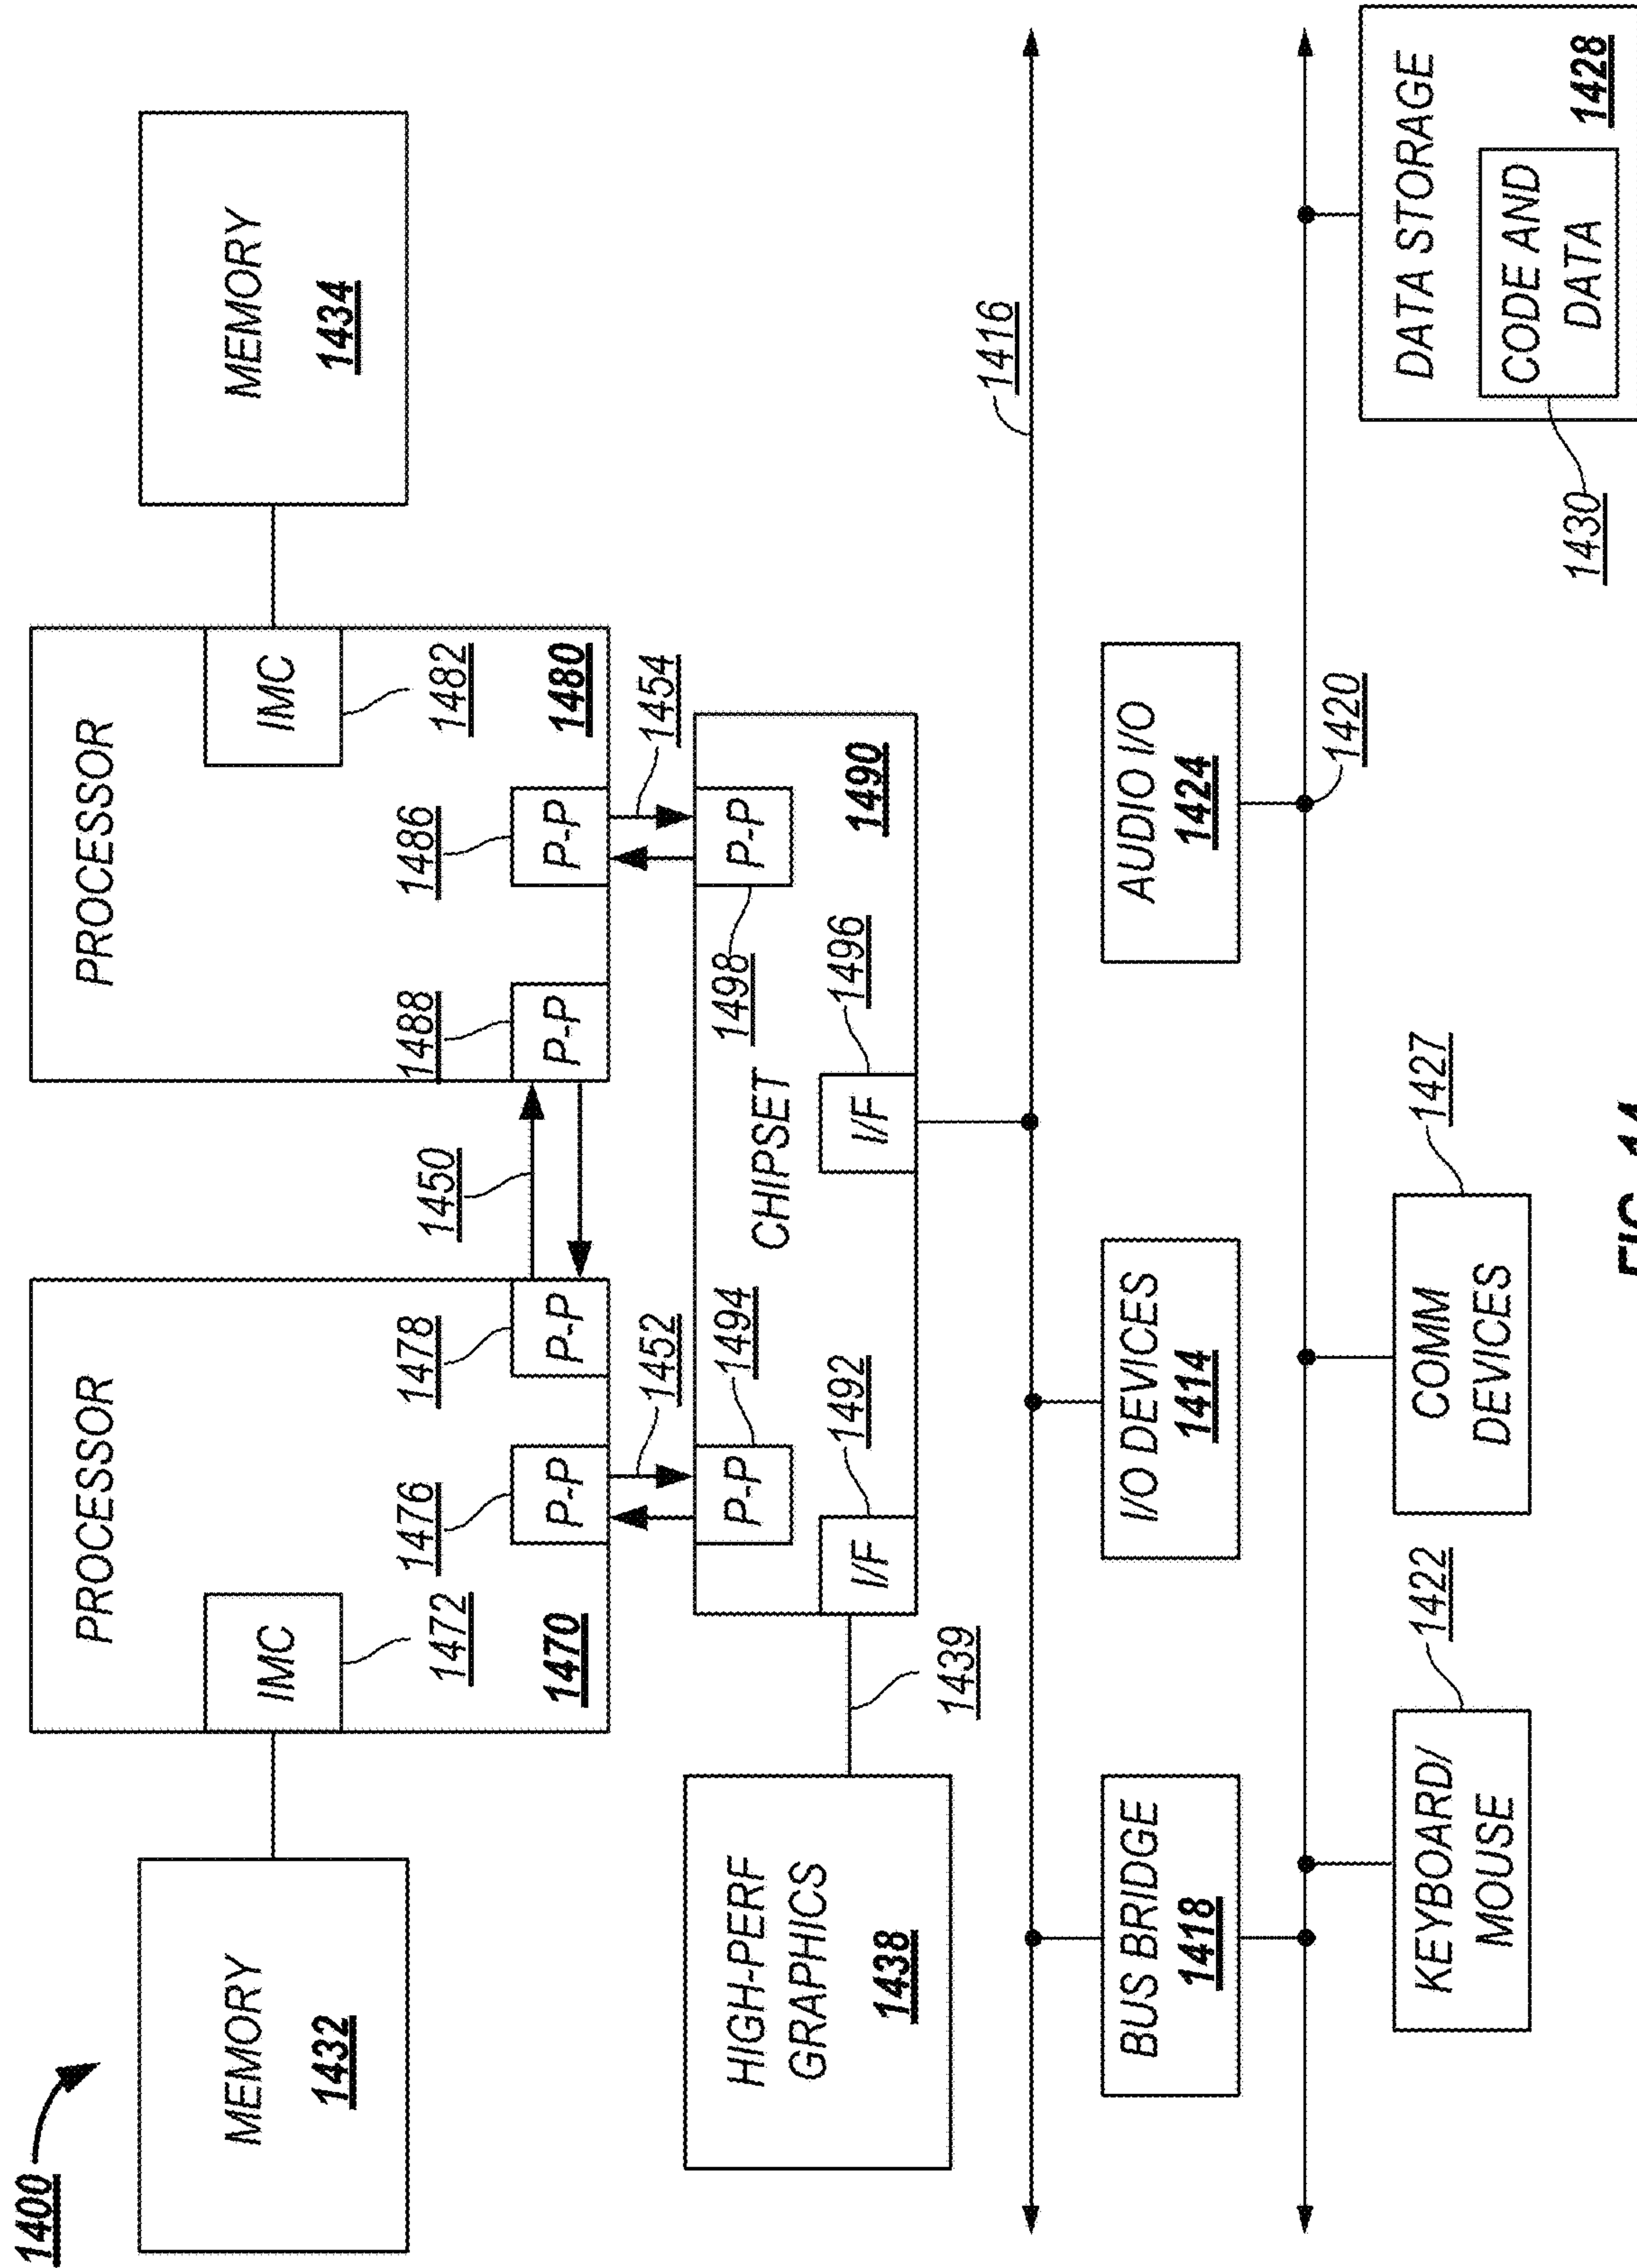 1400
PROCESSOR
PROCESSOR
MEMORY
1432
IMC
1472
1470
1476
P-P
1478
P-P
1450
1488
P-P
1486
P-P
IMC
1482
1480
MEMORY
1434
1452
1454
HIGH-PERF
GRAPHICS
1438
1439
P-P
1494
I/F
1492
CHIPSET
I/F
1496
P-P
1498
1490
1416
BUS BRIDGE
1418
I/O DEVICES
1414
AUDIO I/O
1424
1420
KEYBOARD/
MOUSE
1422
COMM
DEVICES
1427
DATA STORAGE
1428
CODE AND
DATA
1430
FIG. 14